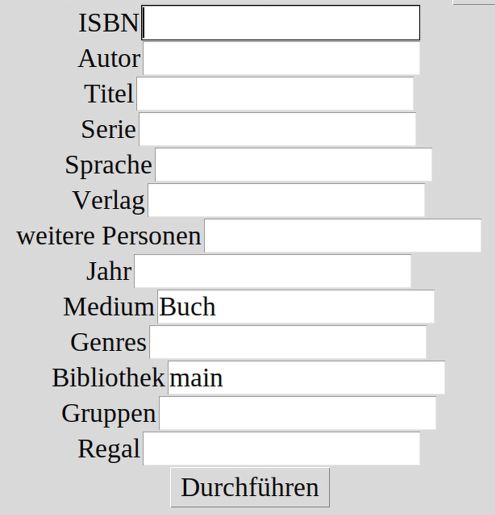 ISBN
Autor
Titel
Serie
Sprache
Verlag
weitere Personen
Jahr
Medium Buch
Genres
Bibliothek main
Gruppen
Regal
Durchführen